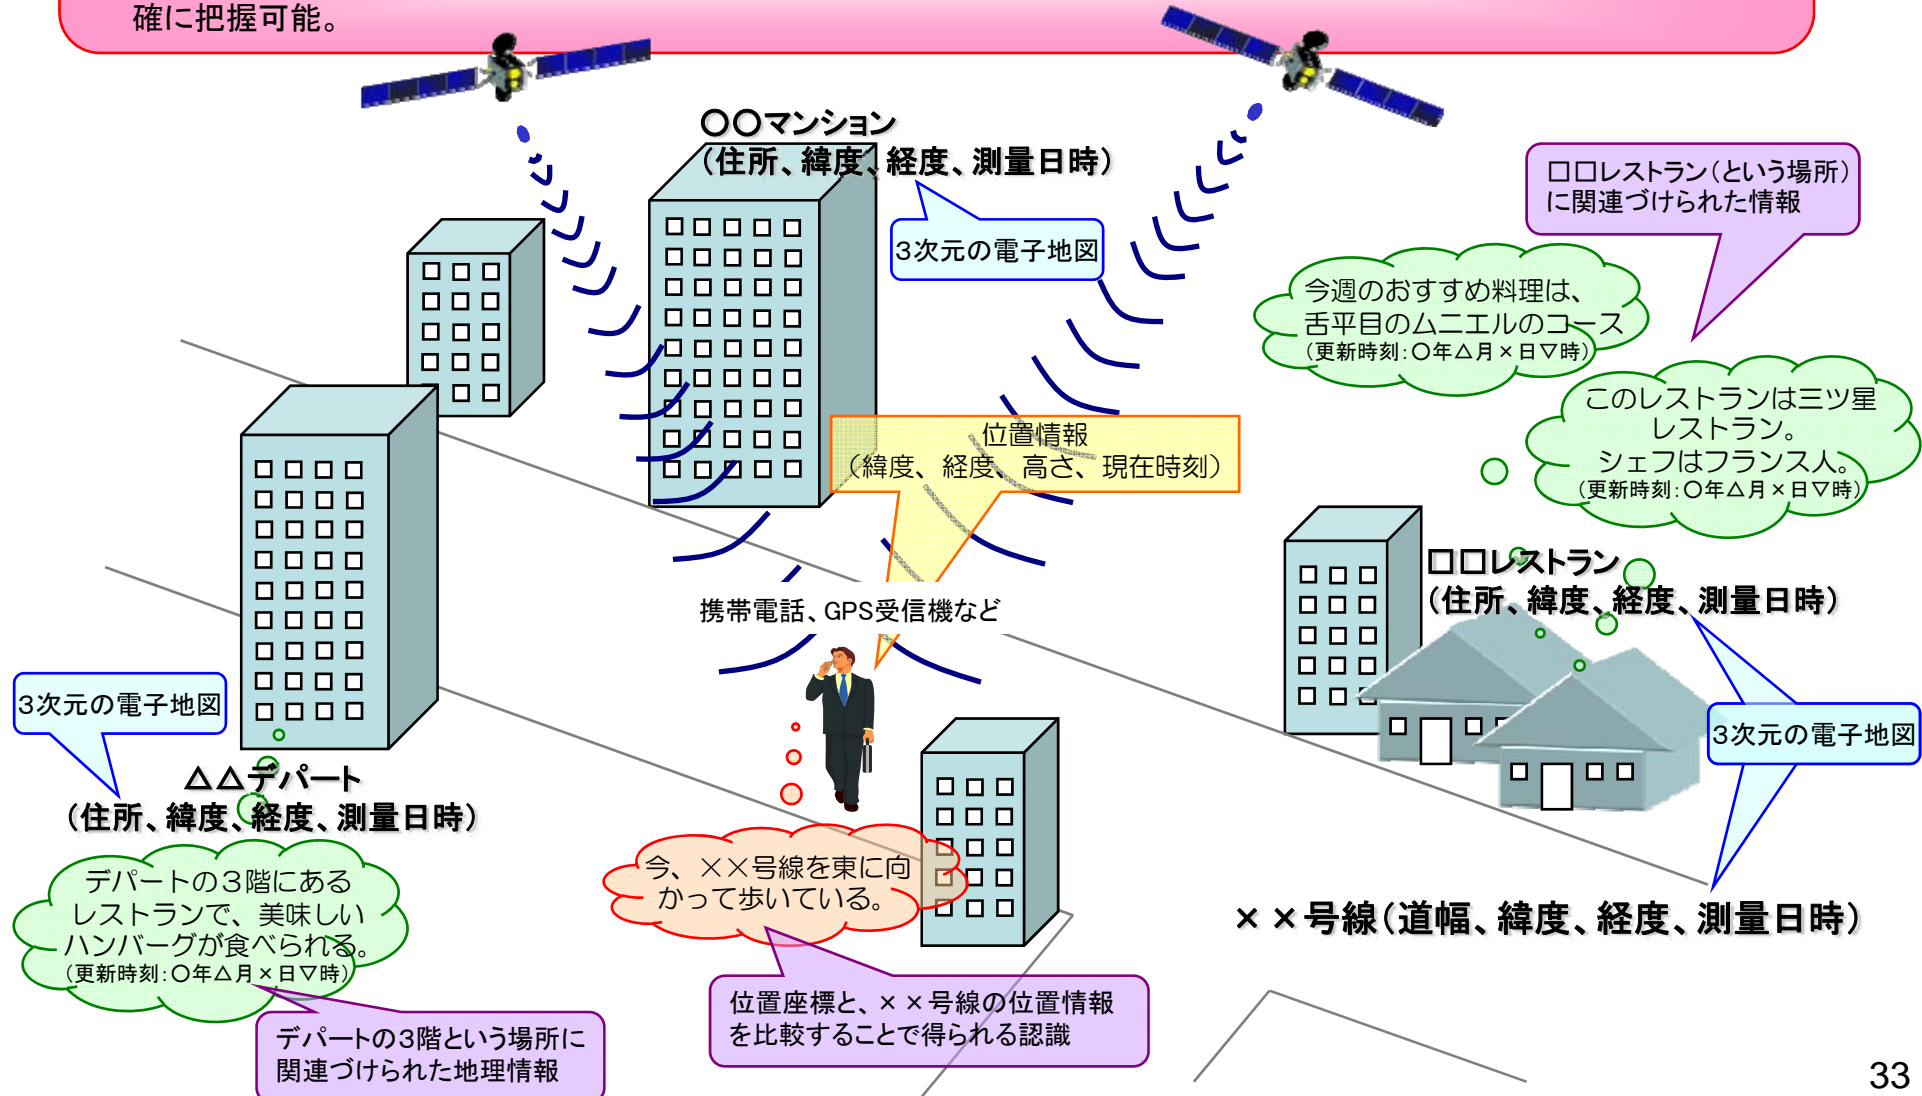 確に把握可能。
〇〇マンション
（住所、緯度、経度、測量日時）
3次元の電子地図
□□レストラン（という場所）
に関連づけられた情報
今週のおすすめ料理は、
舌平目のムニエルのコース
（更新時刻：〇年△月×日▽時）
このレストランは三ツ星
レストラン。
シェフはフランス人。
（更新時刻：〇年△月×日▽時）
位置情報
（緯度、経度、高さ、現在時刻）
携帯電話、GPS受信機など
□□レストラン
（住所、緯度、経度、測量日時）
3次元の電子地図
3次元の電子地図
△△デパート
（住所、緯度、経度、測量日時）
デパートの３階にある
レストランで、美味しい
ハンバーグが食べられる。
（更新時刻：〇年△月×日▽時）
デパートの３階という場所に
関連づけられた地理情報
今、××号線を東に向
かって歩いている。
位置座標と、××号線の位置情報
を比較することで得られる認識
××号線（道幅、緯度、経度、測量日時）
33